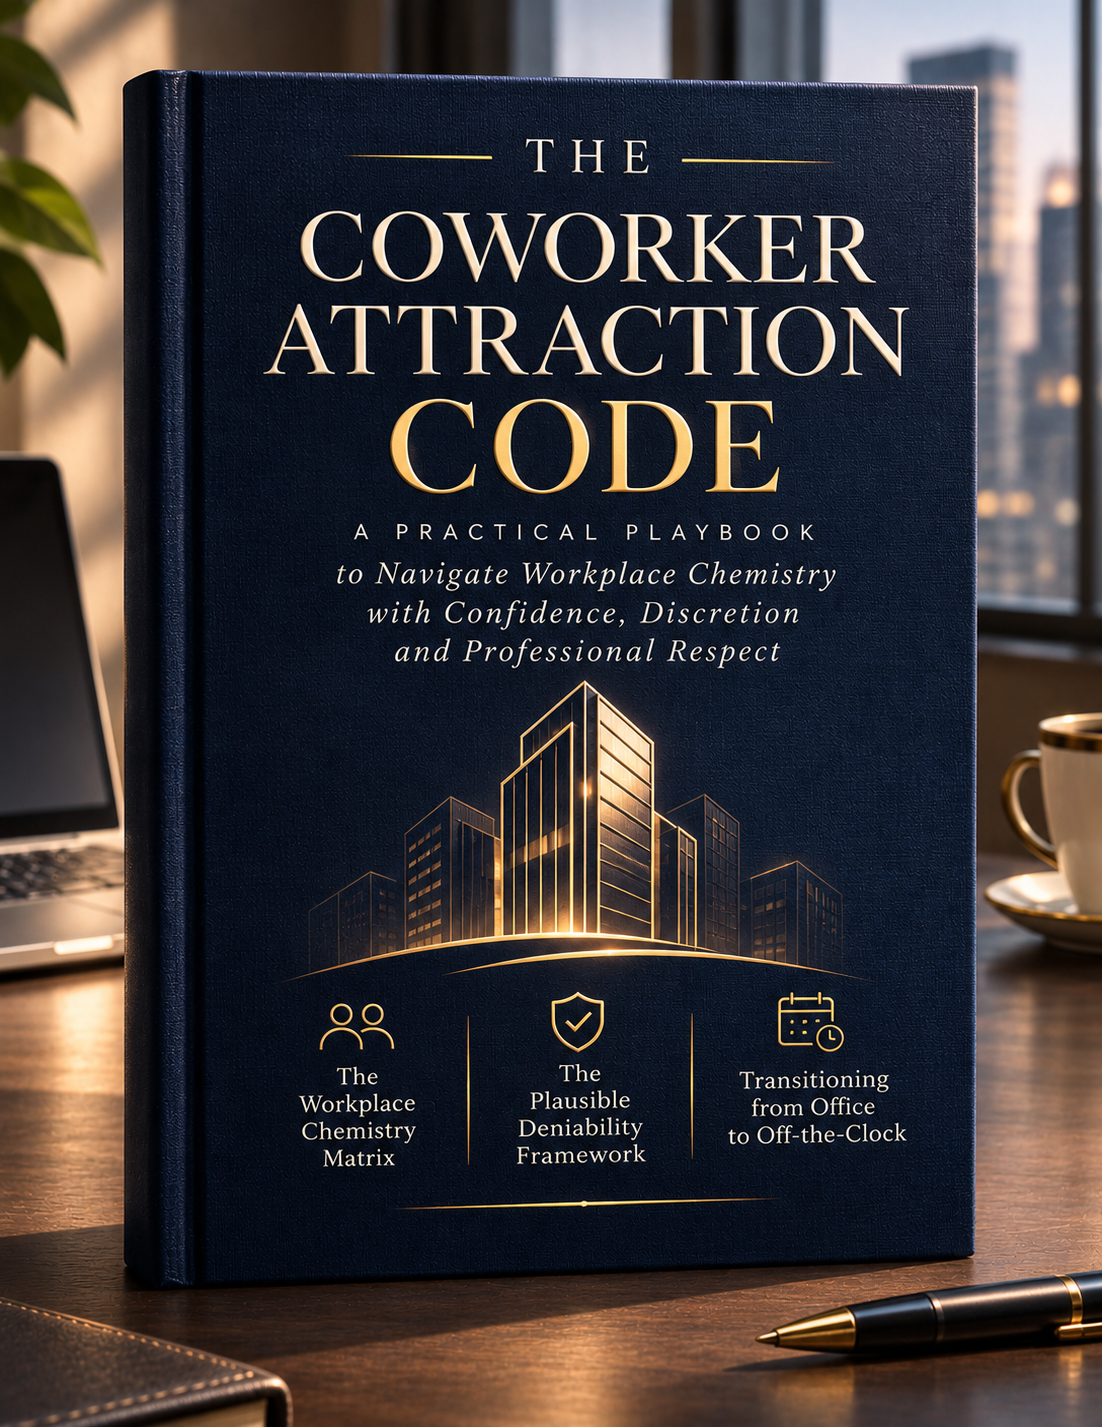 THE
COWORKER
ATTRACTION
CODE
A PRACTICAL PLAYBOOK
to Navigate Workplace Chemistry
with Confidence, Discretion
and Professional Respect
The
Workplace
Chemistry
Matrix
The
Plausible
Deniability
Framework
Transitioning
from Office
to Off-the-Clock